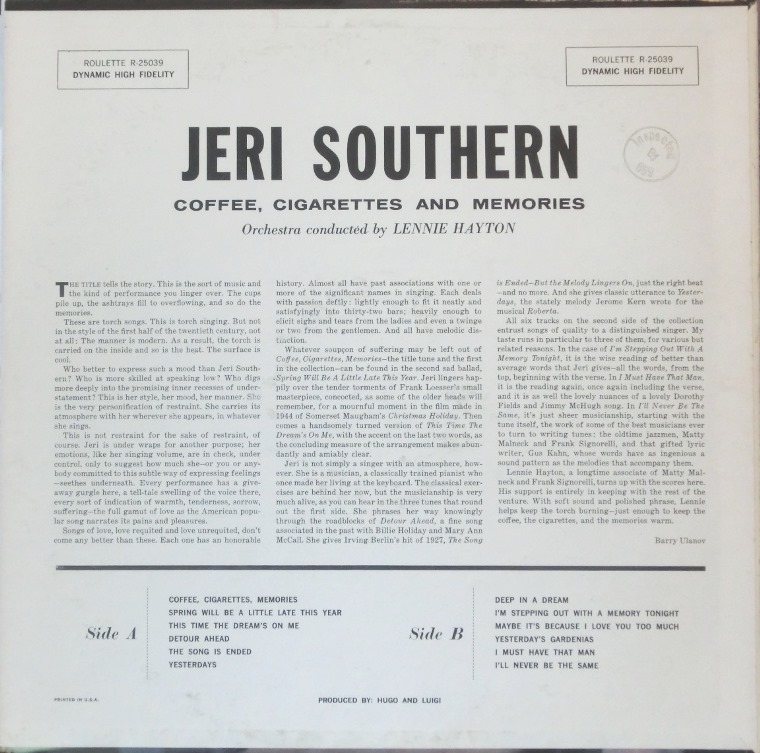 ROULETTE R-25039
DYNAMIC HIGH FIDELITY
ROULETTE R-25039
DYNAMIC HIGH FIDELITY
JERI SOUTHERN
Inspected
By
COFFEE, CIGARETTES AND MEMORIES
Orchestra conducted by LENNIE HAYTON
THE TITLE tells the story. This is the sort of music and
the kind of performance you linger over. The cups
pile up, the ashtrays fill to overflowing, and so do the
memories.
These are torch songs. This is torch singing. But not
in the style of the first half of the twentieth century, not
at all: The manner is modern. As a result, the torch is
carried on the inside and so is the beat. The surface is
cool.
Who better to express such a mood than Jeri South-
ern? Who is more skilled at speaking low? Who digs
more deeply into the promising inner recesses of under-
statement? This is her style, her mood, her manner. She
is the very personification of restraint. She carries its
atmosphere with her wherever she appears, in whatever
she sings.
This is not restraint for the sake of restraint, of
course. Jeri is under wraps for another purpose; her
emotions, like her singing volume, are in check, under
control, only to suggest how much she—or you or any-
body committed to this subtle way of expressing feelings
—seethes underneath. Every performance has a give-
away gurgle here, a tell-tale swelling of the voice there,
every sort of indication of warmth, tenderness, sorrow,
suffering—the full gamut of love as the American popu-
lar song narrates its pains and pleasures.
Songs of love, love requited and love unrequited, don't
come any better than these. Each one has an honorable
history. Almost all have past associations with one or
more of the significant names in singing. Each deals
with passion deftly: lightly enough to fit it neatly and
satisfyingly into thirty-two bars; heavily enough to
elicit sighs and tears from the ladies and even a twinge
or two from the gentlemen. And all have melodic dis-
tinction.
Whatever soupçon of suffering may be left out of
Coffee, Cigarettes, Memories—the title tune and the first
in the collection—can be found in the second sad ballad,
Spring Will Be A Little Late This Year. Jeri lingers hap-
pily over the tender torments of Frank Loesser's small
masterpiece, concocted, as some of the older heads will
remember, for a mournful moment in the film made in
1944 of Somerset Maugham's Christmas Holiday. Then
comes a handsomely turned version of This Time The
Dream's On Me, with the accent on the last two words, as
the concluding measure of the arrangement makes abun-
dantly and amiably clear.
Jeri is not simply a singer with an atmosphere, how-
ever. She is a musician, a classically trained pianist who
once made her living at the keyboard. The classical exer-
cises are behind her now, but the musicianship is very
much alive, as you can hear in the three tunes that round
out the first side. She phrases her way knowingly
through the roadblocks of Detour Ahead, a fine song
associated in the past with Billie Holiday and Mary Ann
McCall. She gives Irving Berlin's hit of 1927, The Song
is Ended—But the Melody Lingers On, just the right beat
—and no more. And she gives classic utterance to Yester-
days, the stately melody Jerome Kern wrote for the
musical Roberta.
All six trucks on the second side of the collection
entrust songs of quality to a distinguished singer. My
taste runs in particular to three of them, for various but
related reasons. In the case of I'm Stepping Out With A
Memory Tonight, it is the wise reading of better than
average words that Jeri gives—all the words, from the
top, beginning with the verse. In I Must Have That Man,
it is the reading again, once again including the verse,
and it is as well the lovely nuances of a lovely Dorothy
Fields and Jimmy McHugh song. In I'll Never Be The
Same, it's just sheer musicianship, starting with the
tune itself, the work of some of the best musicians ever
to turn to writing tunes: the oldtime jazzmen, Matty
Malneck and Frank Signorelli, and that gifted lyric
writer, Gus Kahn, whose words have as ingenious a
sound pattern as the melodies that accompany them.
Lennie Hayton, a longtime associate of Matty Mal-
neck and Frank Signorelli, turns up with the scores here.
His support is entirely in keeping with the rest of the
venture. With soft sound and polished phrase, Lennie
helps keep the torch burning—just enough to keep the
coffee, the cigarettes, and the memories warm.
Barry Ulanov
Side A
COFFEE, CIGARETTES, MEMORIES
SPRING WILL BE A LITTLE LATE THIS YEAR
THIS TIME THE DREAM'S ON ME
DETOUR AHEAD
THE SONG IS ENDED
YESTERDAYS
Side B
DEEP IN A DREAM
I'M STEPPING OUT WITH A MEMORY TONIGHT
MAYBE IT'S BECAUSE I LOVE YOU TOO MUCH
YESTERDAY'S GARDENIAS
I MUST HAVE THAT MAN
I'LL NEVER BE THE SAME
PRINTED IN U.S.A.
PRODUCED BY: HUGO AND LUIGI